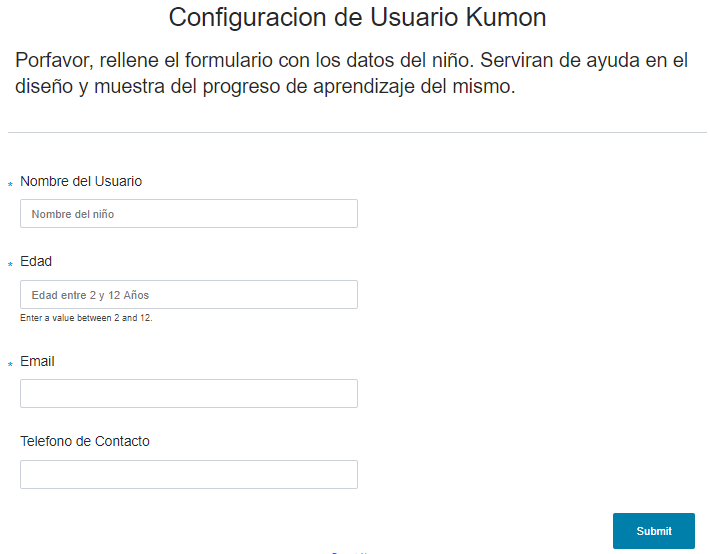 Configuracion de Usuario Kumon
Porfavor, rellene el formulario con los datos del niño. Serviran de ayuda en el
diseño y muestra del progreso de aprendizaje del mismo.
* Nombre del Usuario
Nombre del niño
* Edad
Edad entre 2 y 12 Años
Enter a value between 2 and 12.
* Email
Telefono de Contacto
Submit